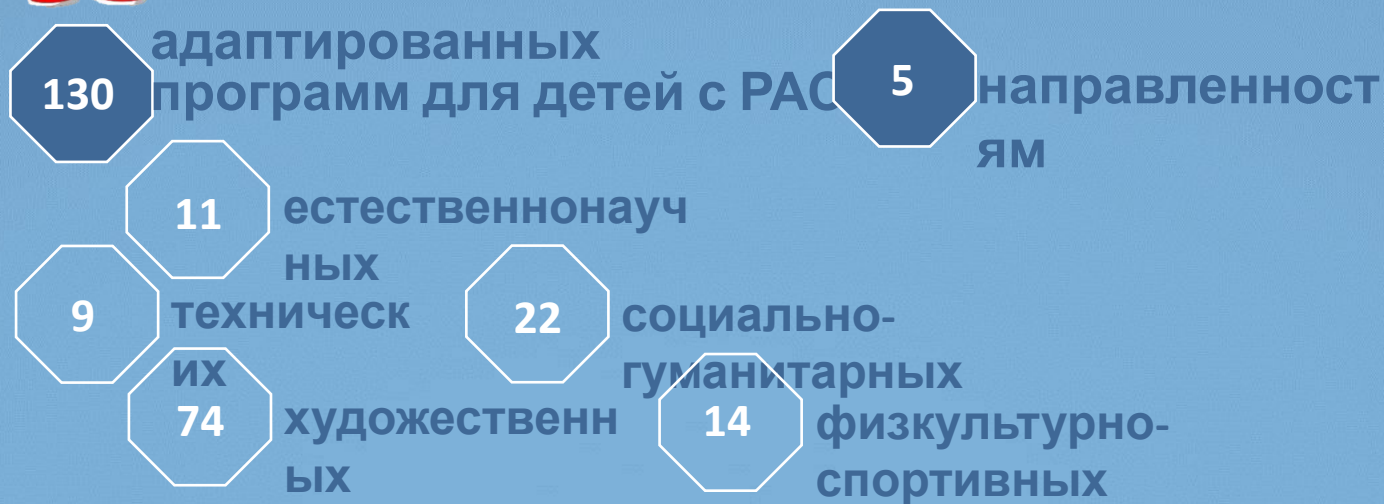 130
адаптированных
программ для детей с РАС
5
направленност
ям
11
естественнонауч
ных
9
техническ
их
22
социально-
гуманитарных
74
художественн
ых
14
физкультурно-
спортивных